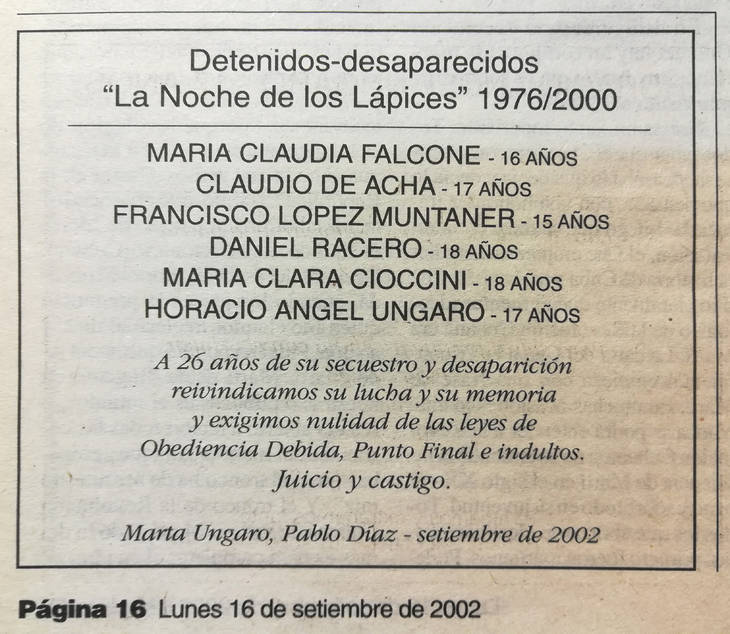 Detenidos-desaparecidos
“La Noche de los Lápices” 1976/2000
MARIA CLAUDIA FALCONE - 16 AÑOS
CLAUDIO DE ACHA - 17 AÑOS
FRANCISCO LOPEZ MUNTANER - 15 AÑOS
DANIEL RACERO - 18 AÑOS
MARIA CLARA CIOCCINI - 18 AÑOS
HORACIO ANGEL UNGARO - 17 AÑOS
A 26 años de su secuestro y desaparición
reivindicamos su lucha y su memoria
y exigimos nulidad de las leyes de
Obediencia Debida, Punto Final e indultos.
Juicio y castigo.
Marta Ungaro, Pablo Díaz - setiembre de 2002
Página 16 Lunes 16 de setiembre de 2002